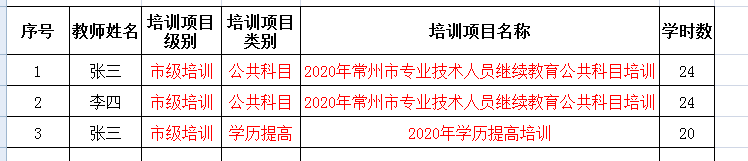 序号 教师姓名 培训项目级别 培训项目类别 培训项目名称 学时数
1 张三 市级培训 公共科目 2020年常州市专业技术人员继续教育公共科目培训 24
2 李四 市级培训 公共科目 2020年常州市专业技术人员继续教育公共科目培训 24
3 张三 市级培训 学历提高 2020年学历提高培训 20